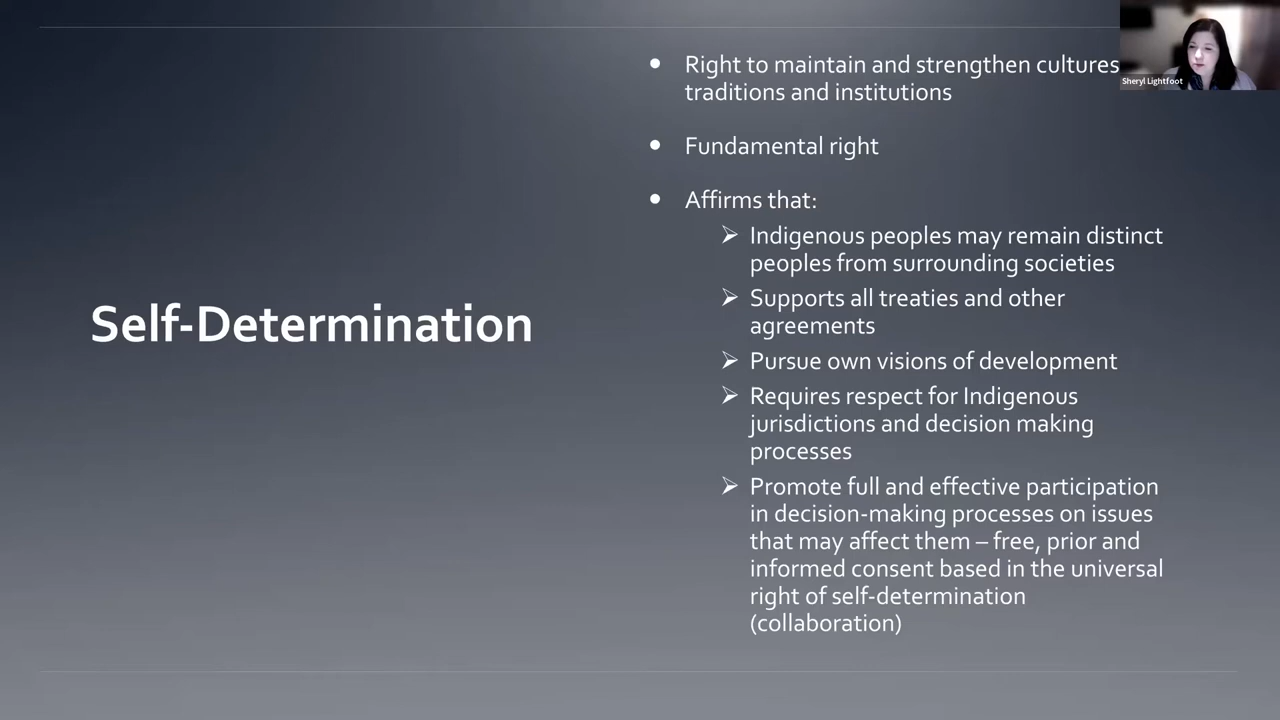 Self-Determination
• Right to maintain and strengthen cultures
traditions and institutions
• Fundamental right
• Affirms that:
➢ Indigenous peoples may remain distinct
peoples from surrounding societies
➢ Supports all treaties and other
agreements
➢ Pursue own visions of development
➢ Requires respect for Indigenous
jurisdictions and decision making
processes
➢ Promote full and effective participation
in decision-making processes on issues
that may affect them – free, prior and
informed consent based in the universal
right of self-determination
(collaboration)
Sheryl Lightfoot